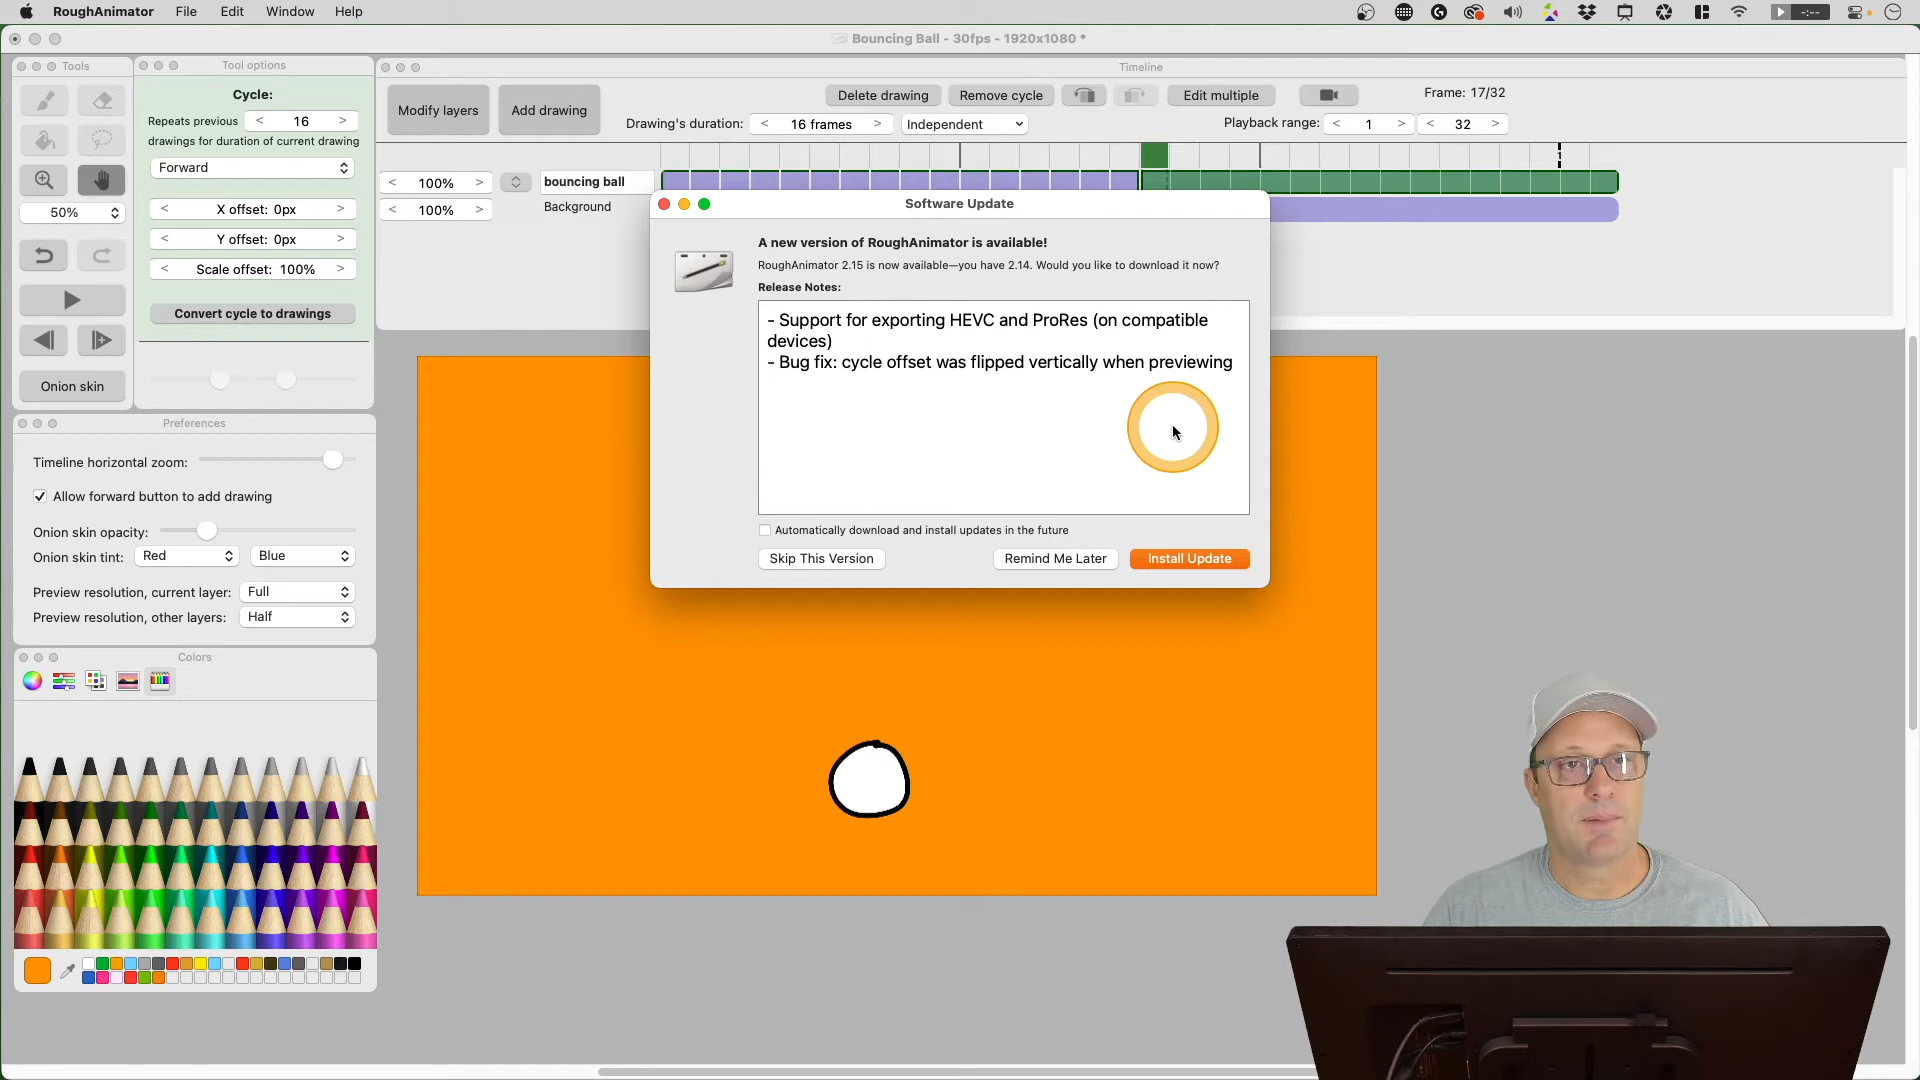 RoughAnimator File Edit Window Help
Bouncing Ball - 30fps - 1920x1080 *
Tools
Tool options
Timeline
Cycle:
Repeats previous < 16 >
drawings for duration of current drawing
Forward
< X offset: 0px >
< Y offset: 0px >
< Scale offset: 100% >
Convert cycle to drawings
50%
Onion skin
Modify layers
Add drawing
Delete drawing
Remove cycle
Edit multiple
Frame: 17/32
Drawing's duration: < 16 frames >
Independent
Playback range: < 1 > < 32 >
1
< 100% > bouncing ball
< 100% > Background
Software Update
A new version of RoughAnimator is available!
RoughAnimator 2.15 is now available—you have 2.14. Would you like to download it now?
Release Notes:
- Support for exporting HEVC and ProRes (on compatible
devices)
- Bug fix: cycle offset was flipped vertically when previewing
Automatically download and install updates in the future
Skip This Version
Remind Me Later
Install Update
Preferences
Timeline horizontal zoom:
Allow forward button to add drawing
Onion skin opacity:
Onion skin tint: Red Blue
Preview resolution, current layer: Full
Preview resolution, other layers: Half
Colors